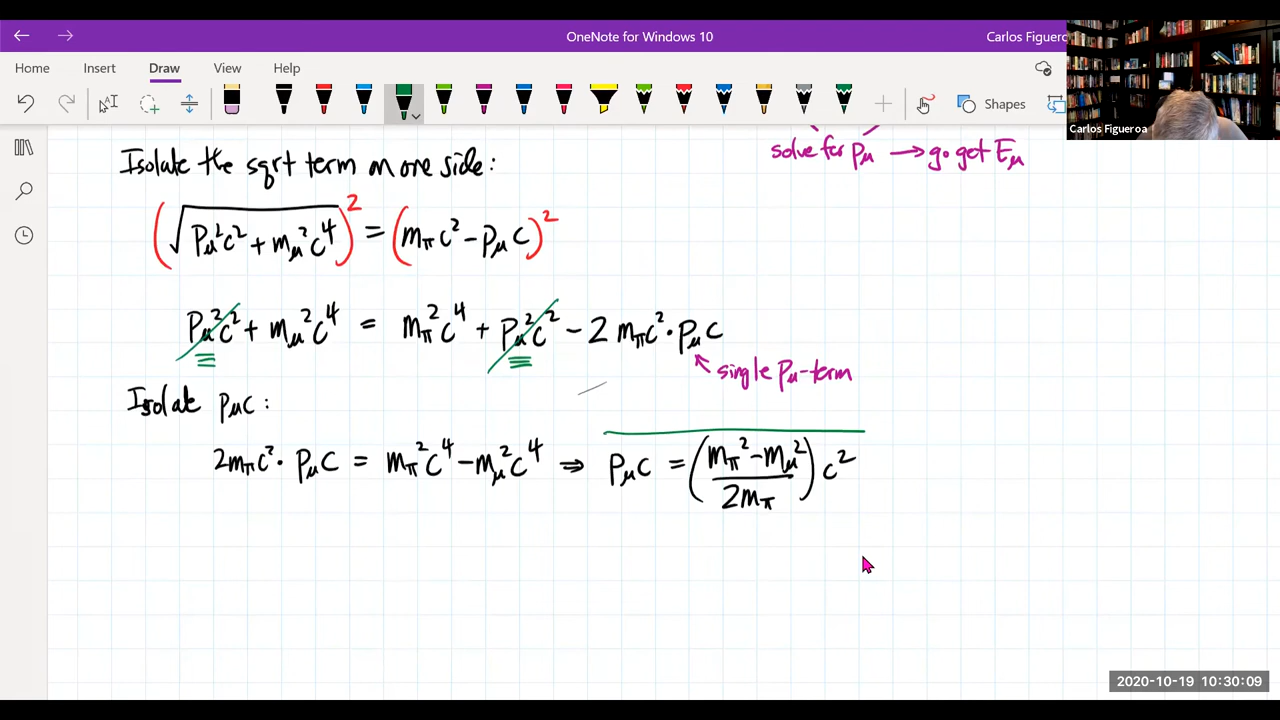 OneNote for Windows 10
Carlos Figuero
Home Insert Draw View Help
Shapes
Carlos Figueroa
solve for pμ → go get Eμ
Isolate the sqrt term on one side:
(√(pμ²c² + mμ²c⁴))² = (mπc² - pμc)²
pμ²c² + mμ²c⁴ = mπ²c⁴ + pμ²c² - 2mπc²·pμc
single pμ-term
Isolate pμc:
2mπc²·pμc = mπ²c⁴ - mμ²c⁴ ⇒ pμc = ((mπ² - mμ²)/2mπ)c²
2020-10-19 10:30:09